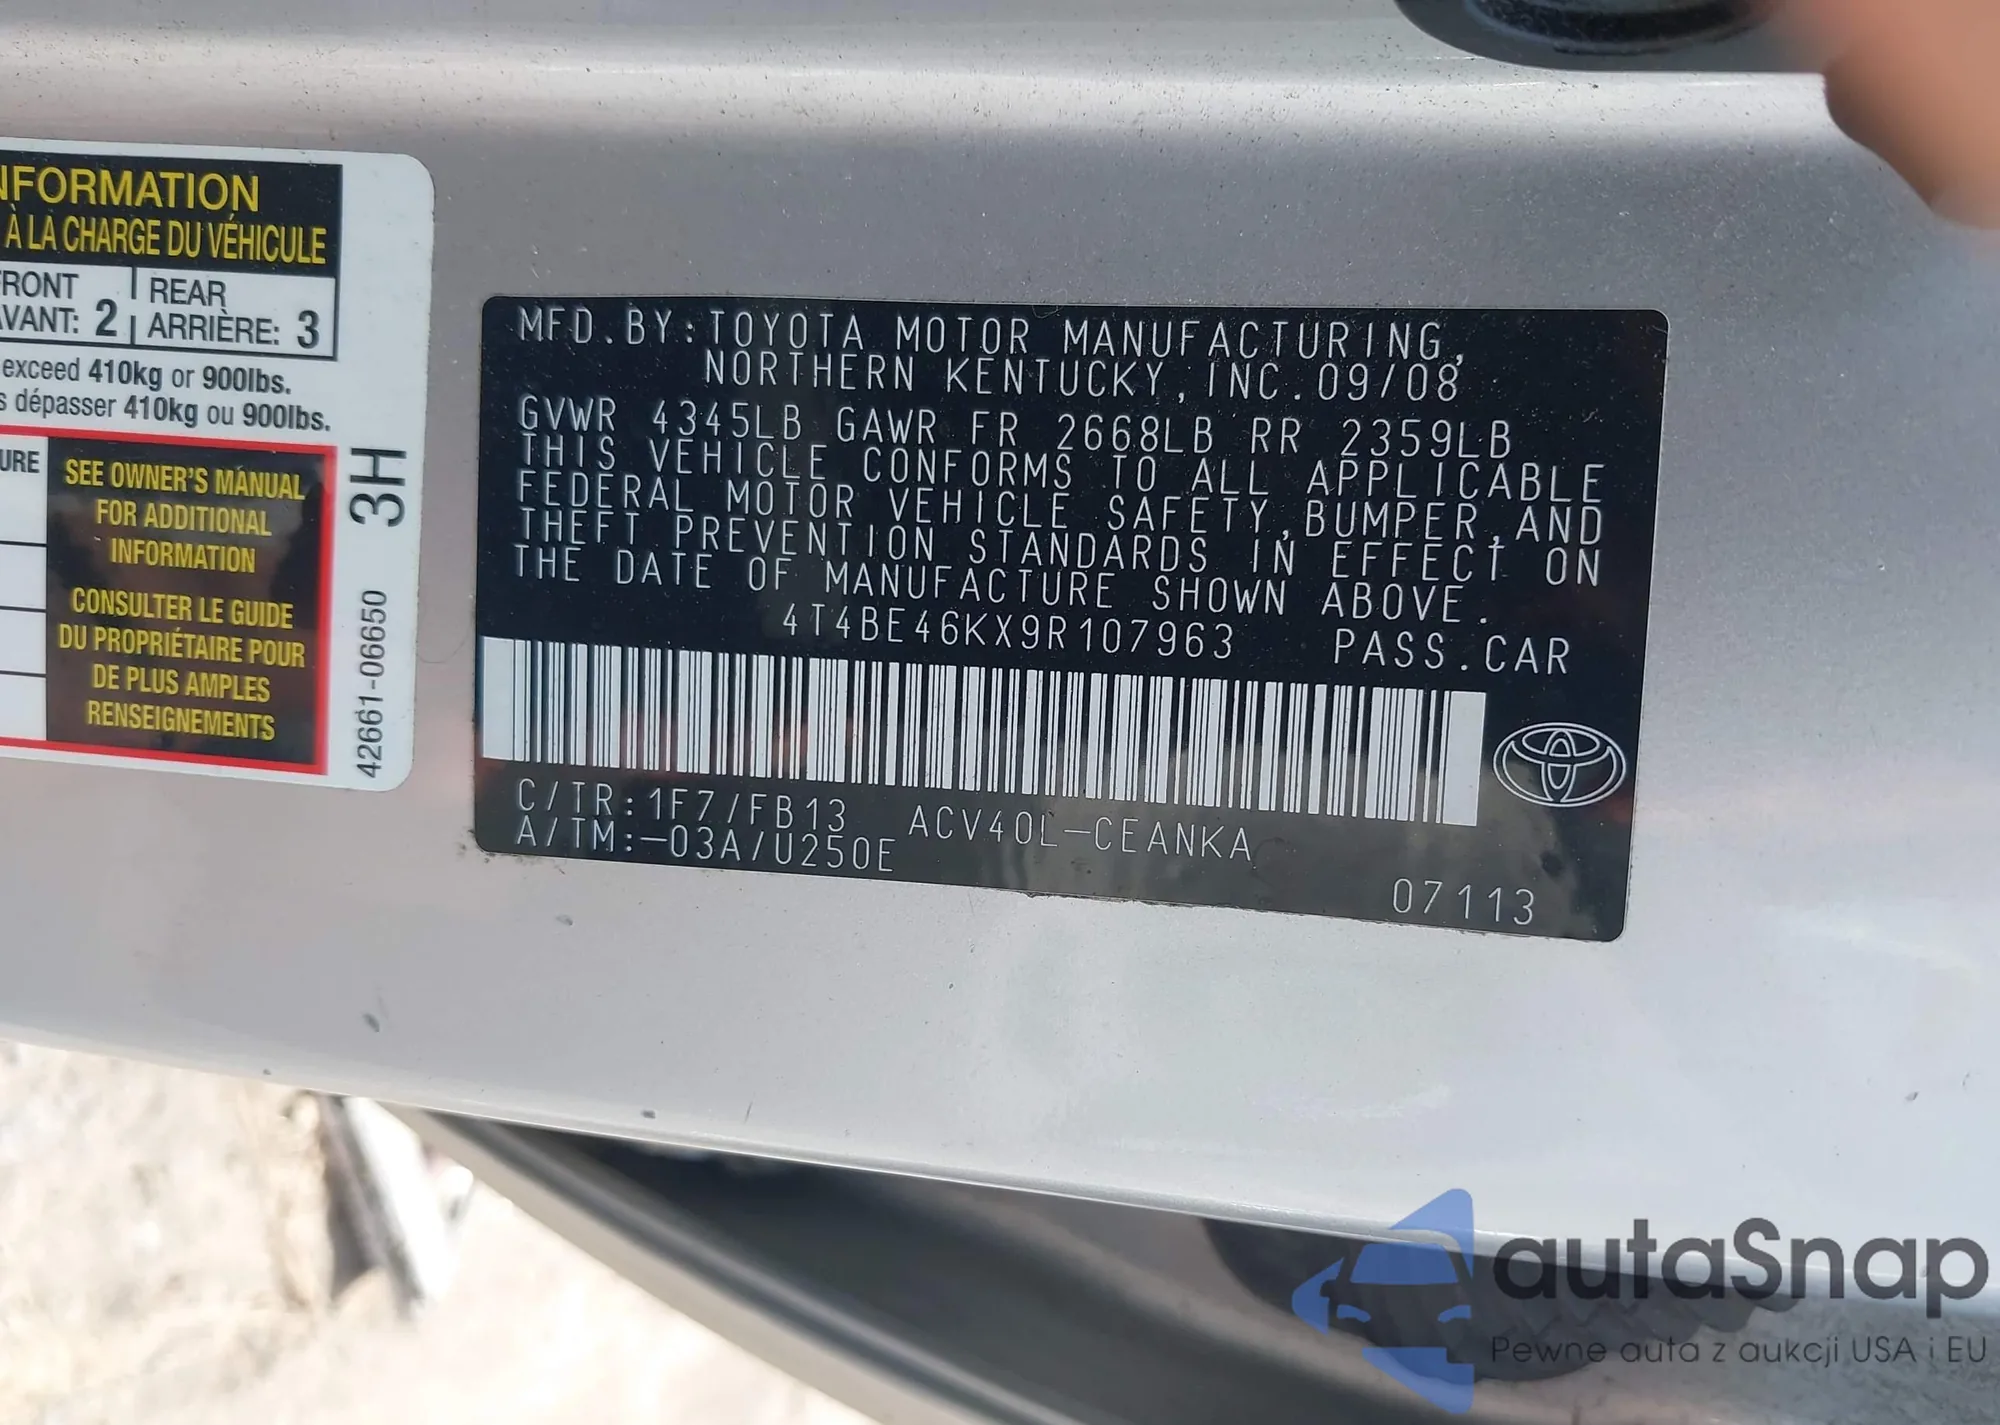 NFORMATION
À LA CHARGE DU VÉHICULE
FRONT
AVANT: 2
REAR
ARRIÈRE: 3
exceed 410kg or 900lbs.
s dépasser 410kg ou 900lbs.
URE
SEE OWNER'S MANUAL
FOR ADDITIONAL
INFORMATION
CONSULTER LE GUIDE
DU PROPRIÉTAIRE POUR
DE PLUS AMPLES
RENSEIGNEMENTS
42661-06650 3H
MFD.BY:TOYOTA MOTOR MANUFACTURING,
NORTHERN KENTUCKY,INC.09/08
GVWR 4345LB GAWR FR 2668LB RR 2359LB
THIS VEHICLE CONFORMS TO ALL APPLICABLE
FEDERAL MOTOR VEHICLE SAFETY,BUMPER,AND
THEFT PREVENTION STANDARDS IN EFFECT ON
THE DATE OF MANUFACTURE SHOWN ABOVE.
4T4BE46KX9R107963 PASS.CAR
C/TR:1F7/FB13 ACV40L-CEANKA
A/TM:-03A/U250E
07113
autaSnap
Pewne auta z aukcji USA i EU